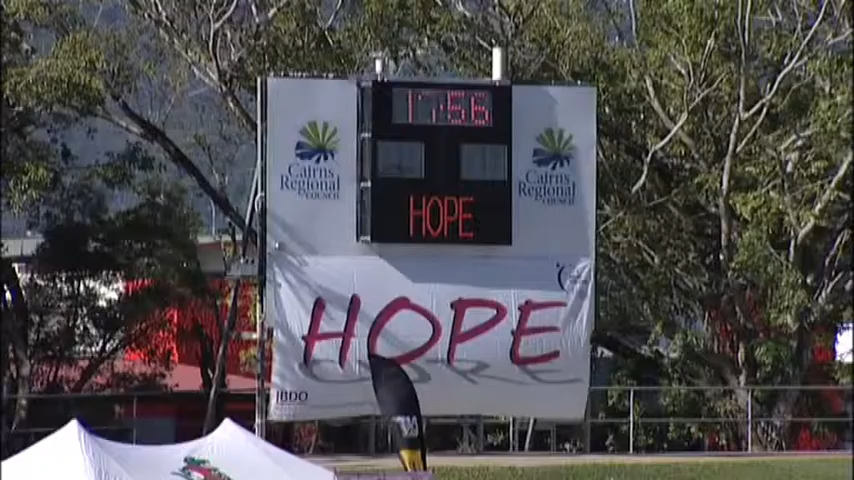 17:56
Cairns
Regional
COUNCIL
Cairns
Regional
COUNCIL
HOPE
HOPE
BDO